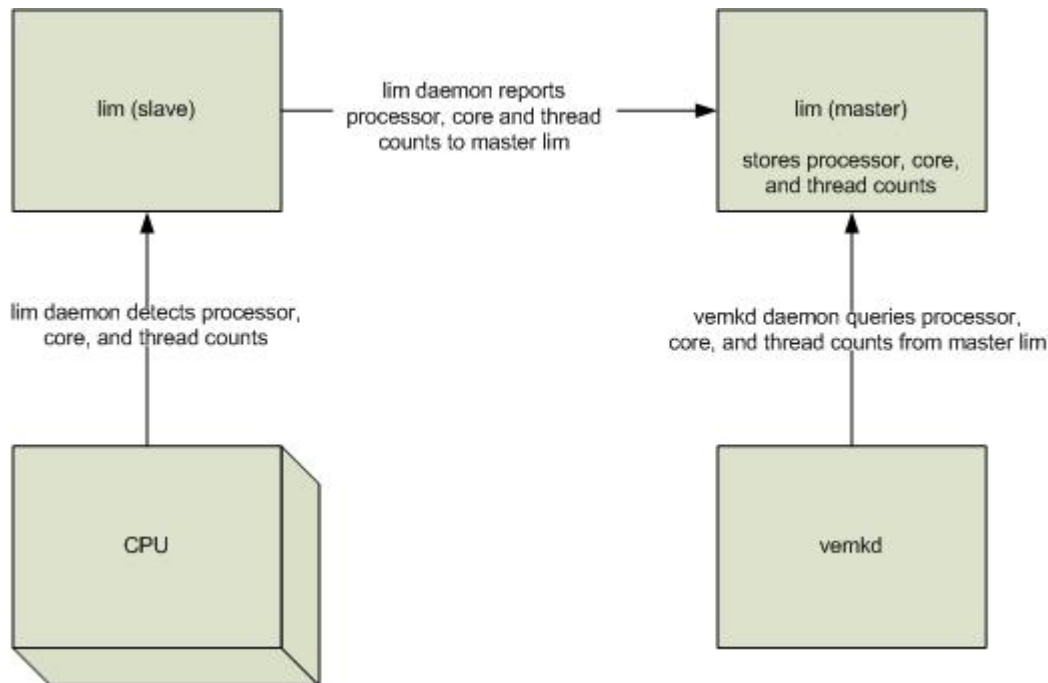 lim (slave)
lim daemon reports
processor, core and thread
counts to master lim
lim (master)
stores processor, core,
and thread counts
lim daemon detects processor,
core, and thread counts
vemkd daemon queries processor,
core, and thread counts from master lim
CPU
vemkd